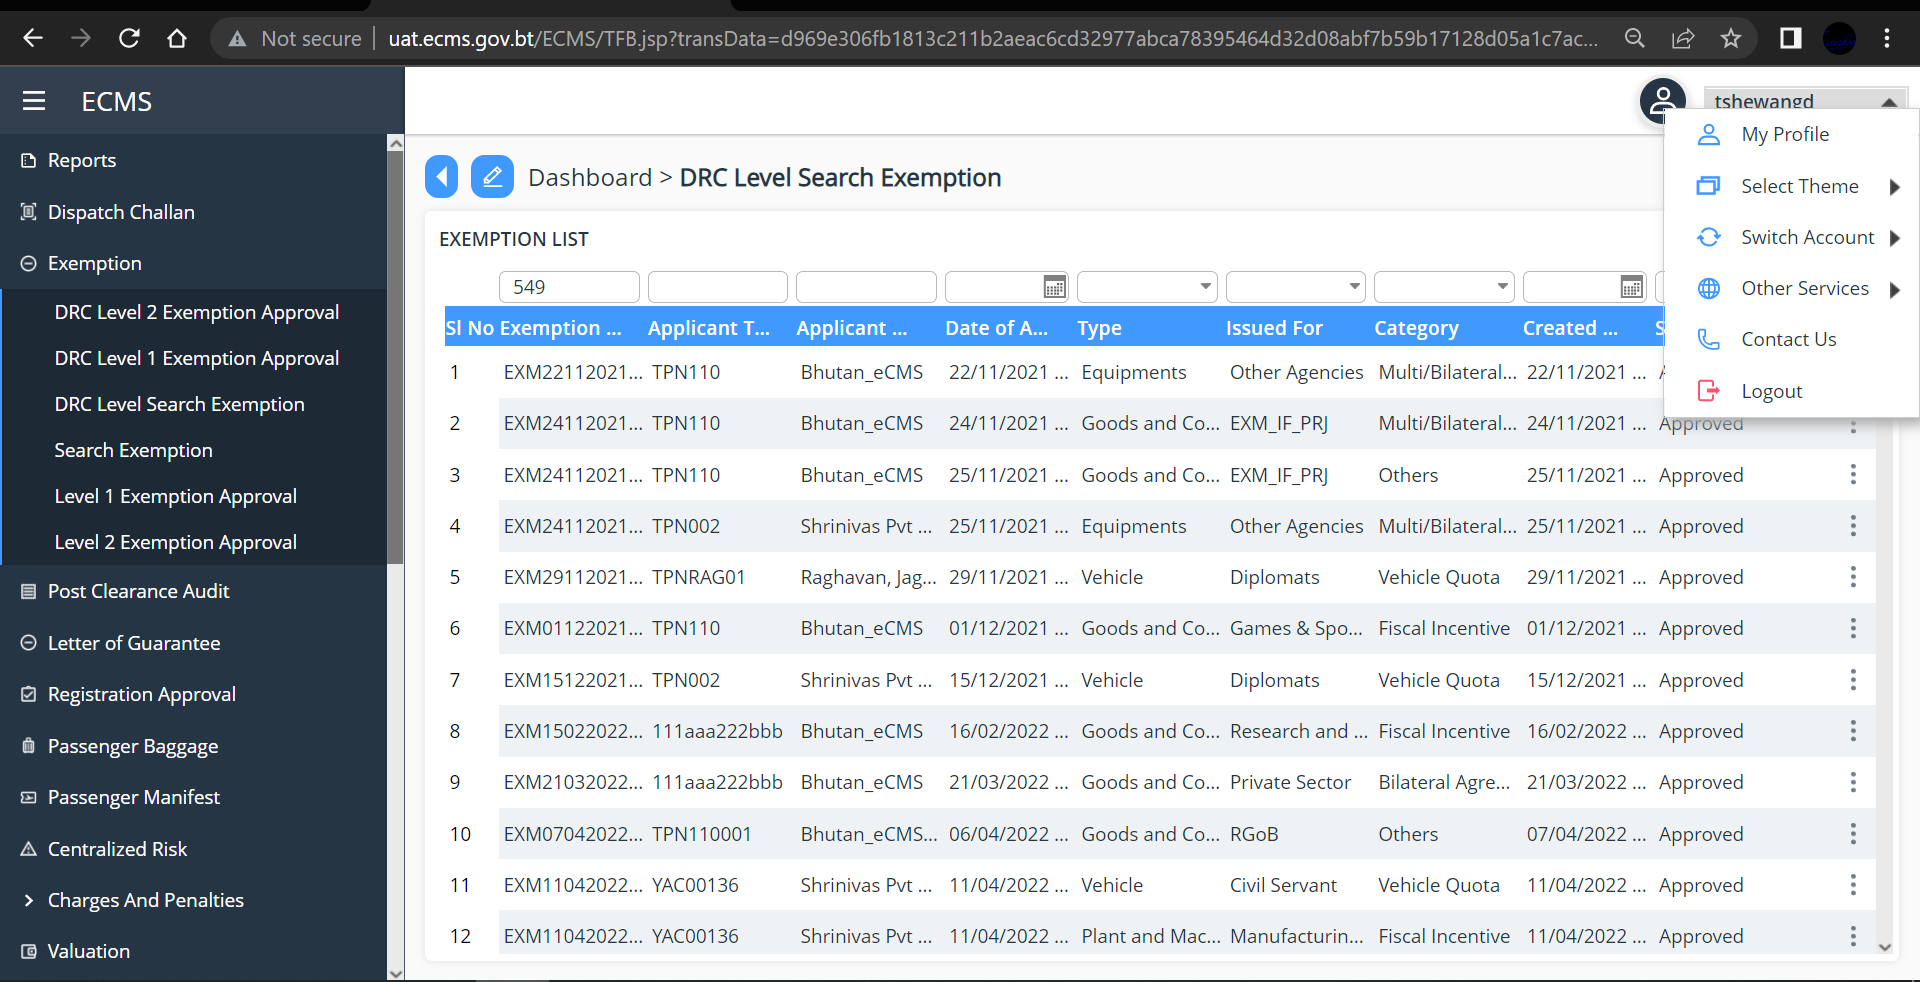 Not secure | uat.ecms.gov.bt/ECMS/TFB.jsp?transData=d969e306fb1813c211b2aeac6cd32977abca78395464d32d08abf7b59b17128d05a1c7ac...
ECMS
tshewangd
My Profile
Select Theme
Switch Account
Other Services
Contact Us
Logout
Reports
Dispatch Challan
Exemption
DRC Level 2 Exemption Approval
DRC Level 1 Exemption Approval
DRC Level Search Exemption
Search Exemption
Level 1 Exemption Approval
Level 2 Exemption Approval
Post Clearance Audit
Letter of Guarantee
Registration Approval
Passenger Baggage
Passenger Manifest
Centralized Risk
Charges And Penalties
Valuation
Dashboard > DRC Level Search Exemption
EXEMPTION LIST
549
Sl No Exemption ... Applicant T... Applicant ... Date of A... Type Issued For Category Created ... S
1 EXM22112021... TPN110 Bhutan_eCMS 22/11/2021 ... Equipments Other Agencies Multi/Bilateral... 22/11/2021 ...
2 EXM24112021... TPN110 Bhutan_eCMS 24/11/2021 ... Goods and Co... EXM_IF_PRJ Multi/Bilateral... 24/11/2021 ... Approved
3 EXM24112021... TPN110 Bhutan_eCMS 25/11/2021 ... Goods and Co... EXM_IF_PRJ Others 25/11/2021 ... Approved
4 EXM24112021... TPN002 Shrinivas Pvt ... 25/11/2021 ... Equipments Other Agencies Multi/Bilateral... 25/11/2021 ... Approved
5 EXM29112021... TPNRAG01 Raghavan, Jag... 29/11/2021 ... Vehicle Diplomats Vehicle Quota 29/11/2021 ... Approved
6 EXM01122021... TPN110 Bhutan_eCMS 01/12/2021 ... Goods and Co... Games & Spo... Fiscal Incentive 01/12/2021 ... Approved
7 EXM15122021... TPN002 Shrinivas Pvt ... 15/12/2021 ... Vehicle Diplomats Vehicle Quota 15/12/2021 ... Approved
8 EXM15022022... 111aaa222bbb Bhutan_eCMS 16/02/2022 ... Goods and Co... Research and ... Fiscal Incentive 16/02/2022 ... Approved
9 EXM21032022... 111aaa222bbb Bhutan_eCMS 21/03/2022 ... Goods and Co... Private Sector Bilateral Agre... 21/03/2022 ... Approved
10 EXM07042022... TPN110001 Bhutan_eCMS... 06/04/2022 ... Goods and Co... RGoB Others 07/04/2022 ... Approved
11 EXM11042022... YAC00136 Shrinivas Pvt ... 11/04/2022 ... Vehicle Civil Servant Vehicle Quota 11/04/2022 ... Approved
12 EXM11042022... YAC00136 Shrinivas Pvt ... 11/04/2022 ... Plant and Mac... Manufacturin... Fiscal Incentive 11/04/2022 ... Approved